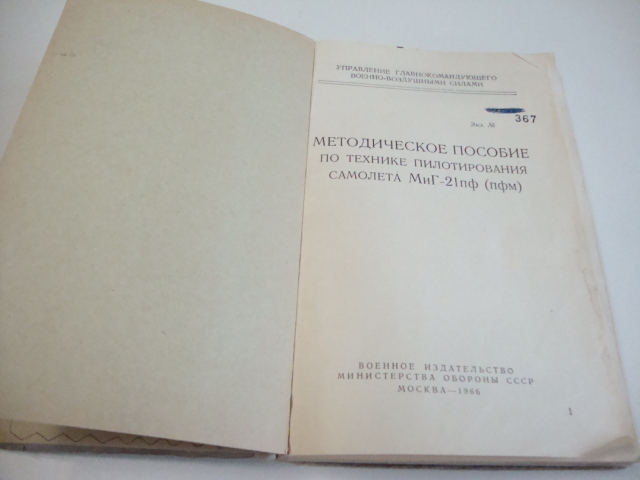 УПРАВЛЕНИЕ ГЛАВНОКОМАНДУЮЩЕГО
ВОЕННО-ВОЗДУШНЫМИ СИЛАМИ
Экз. № 367
МЕТОДИЧЕСКОЕ ПОСОБИЕ
ПО ТЕХНИКЕ ПИЛОТИРОВАНИЯ
САМОЛЕТА МиГ-21пф (пфм)
ВОЕННОЕ ИЗДАТЕЛЬСТВО
МИНИСТЕРСТВА ОБОРОНЫ СССР
МОСКВА—1966
1